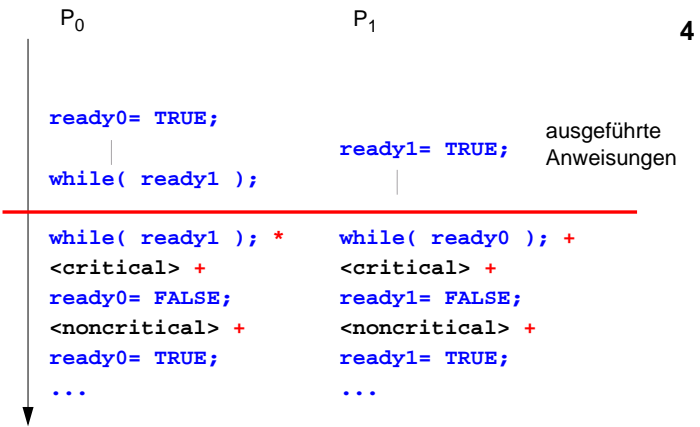 P0 P1
4
ready0= TRUE;
ready1= TRUE;
ausgeführte
Anweisungen
while( ready1 );
while( ready1 ); * while( ready0 ); +
<critical> + <critical> +
ready0= FALSE; ready1= FALSE;
<noncritical> + <noncritical> +
ready0= TRUE; ready1= TRUE;
... ...